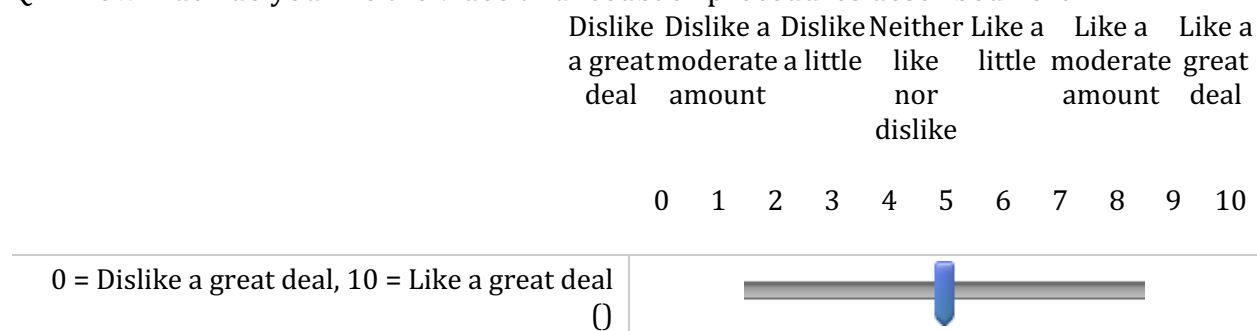 Dislike Dislike a Dislike Neither Like a Like a Like a
a great moderate a little like little moderate great
deal amount nor amount deal
dislike
0 1 2 3 4 5 6 7 8 9 10
0 = Dislike a great deal, 10 = Like a great deal
()